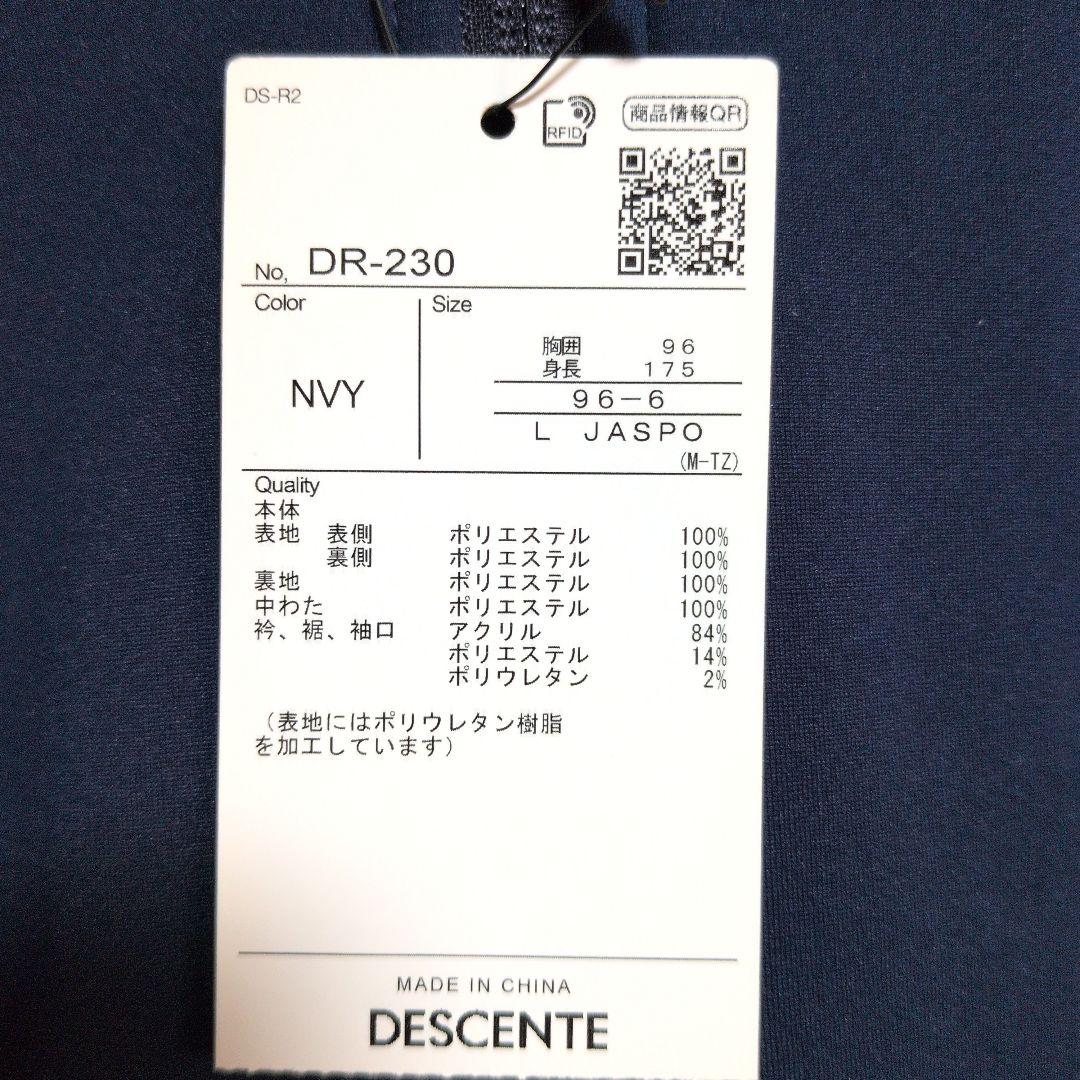 DS-R2
RFID
商品情報QR
No, DR-230
Color
NVY
Size
胸囲 96
身長 175
96-6
L JASPO
(M-TZ)
Quality
本体
表地 表側 ポリエステル 100%
裏側 ポリエステル 100%
裏地 ポリエステル 100%
中わた ポリエステル 100%
衿、裾、袖口 アクリル 84%
ポリエステル 14%
ポリウレタン 2%
(表地にはポリウレタン樹脂
を加工しています)
MADE IN CHINA
DESCENTE